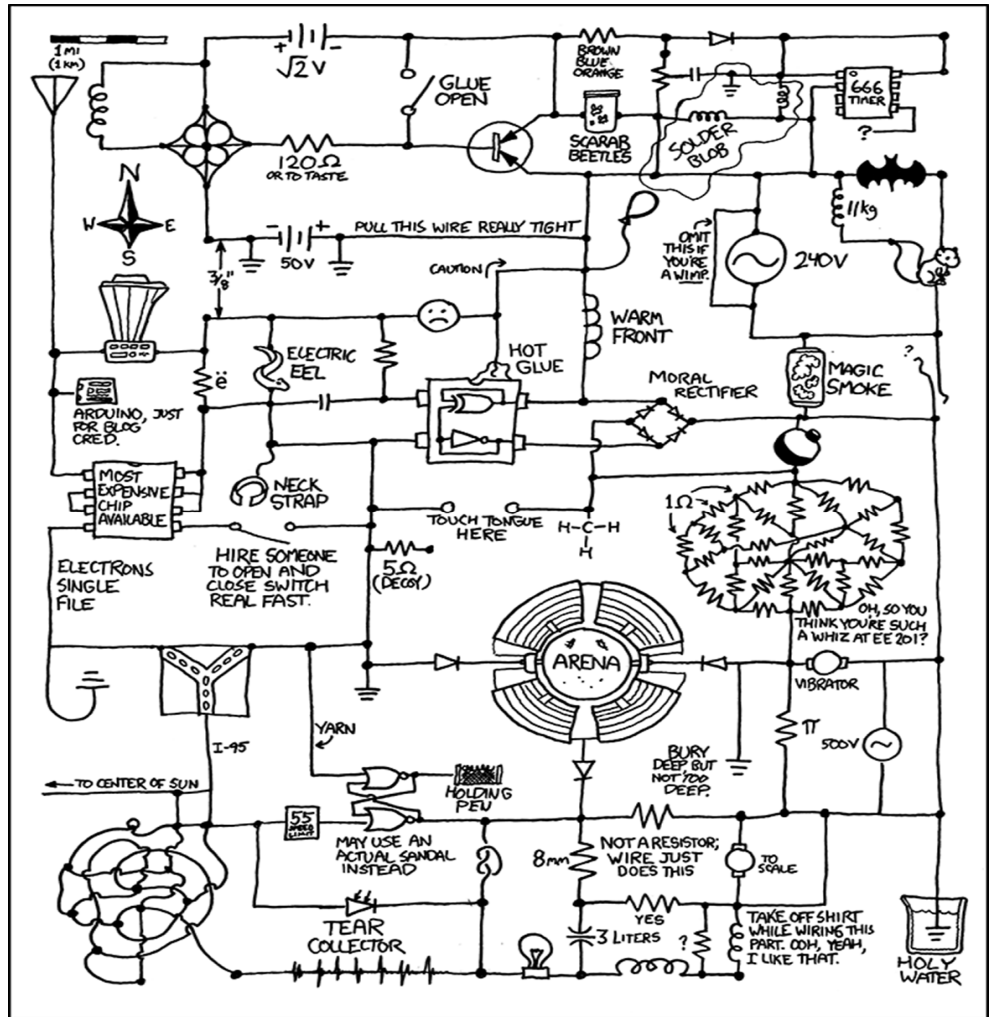 1 MI
(1 KM)
√2 V
+
-
GLUE
OPEN
BROWN
BLUE
ORANGE
666
TIMER
?
SCARAB
BEETLES
SOLDER
BLOB
120Ω
OR TO TASTE
N
W
E
S
-
+
50V
PULL THIS WIRE REALLY TIGHT
3/8"
CAUTION
OMIT
THIS IF
YOU'RE
A WIMP.
240V
11kg
ELECTRIC
EEL
ë
HOT
GLUE
WARM
FRONT
MORAL
RECTIFIER
MAGIC
SMOKE
?
ARDUINO, JUST
FOR BLOG
CRED.
MOST
EXPENSIVE
CHIP
AVAILABLE
NECK
STRAP
TOUCH TONGUE
HERE
H-C-H
H
1Ω
ELECTRONS
SINGLE
FILE
HIRE SOMEONE
TO OPEN AND
CLOSE SWITCH
REAL FAST.
5Ω
(DECOY)
OH, SO YOU
THINK YOU'RE SUCH
A WHIZ AT EE 201?
ARENA
VIBRATOR
YARN
I-95
π
500V
BURY
DEEP, BUT
NOT TOO
DEEP.
TO CENTER OF SUN
HOLDING
PEN
55
SPEED
LIMIT
MAY USE AN
ACTUAL SANDAL
INSTEAD
8mm
NOT A RESISTOR;
WIRE JUST
DOES THIS
TO
SCALE
YES
TEAR
COLLECTOR
3 LITERS
?
TAKE OFF SHIRT
WHILE WIRING THIS
PART. OOH, YEAH,
I LIKE THAT.
HOLY
WATER